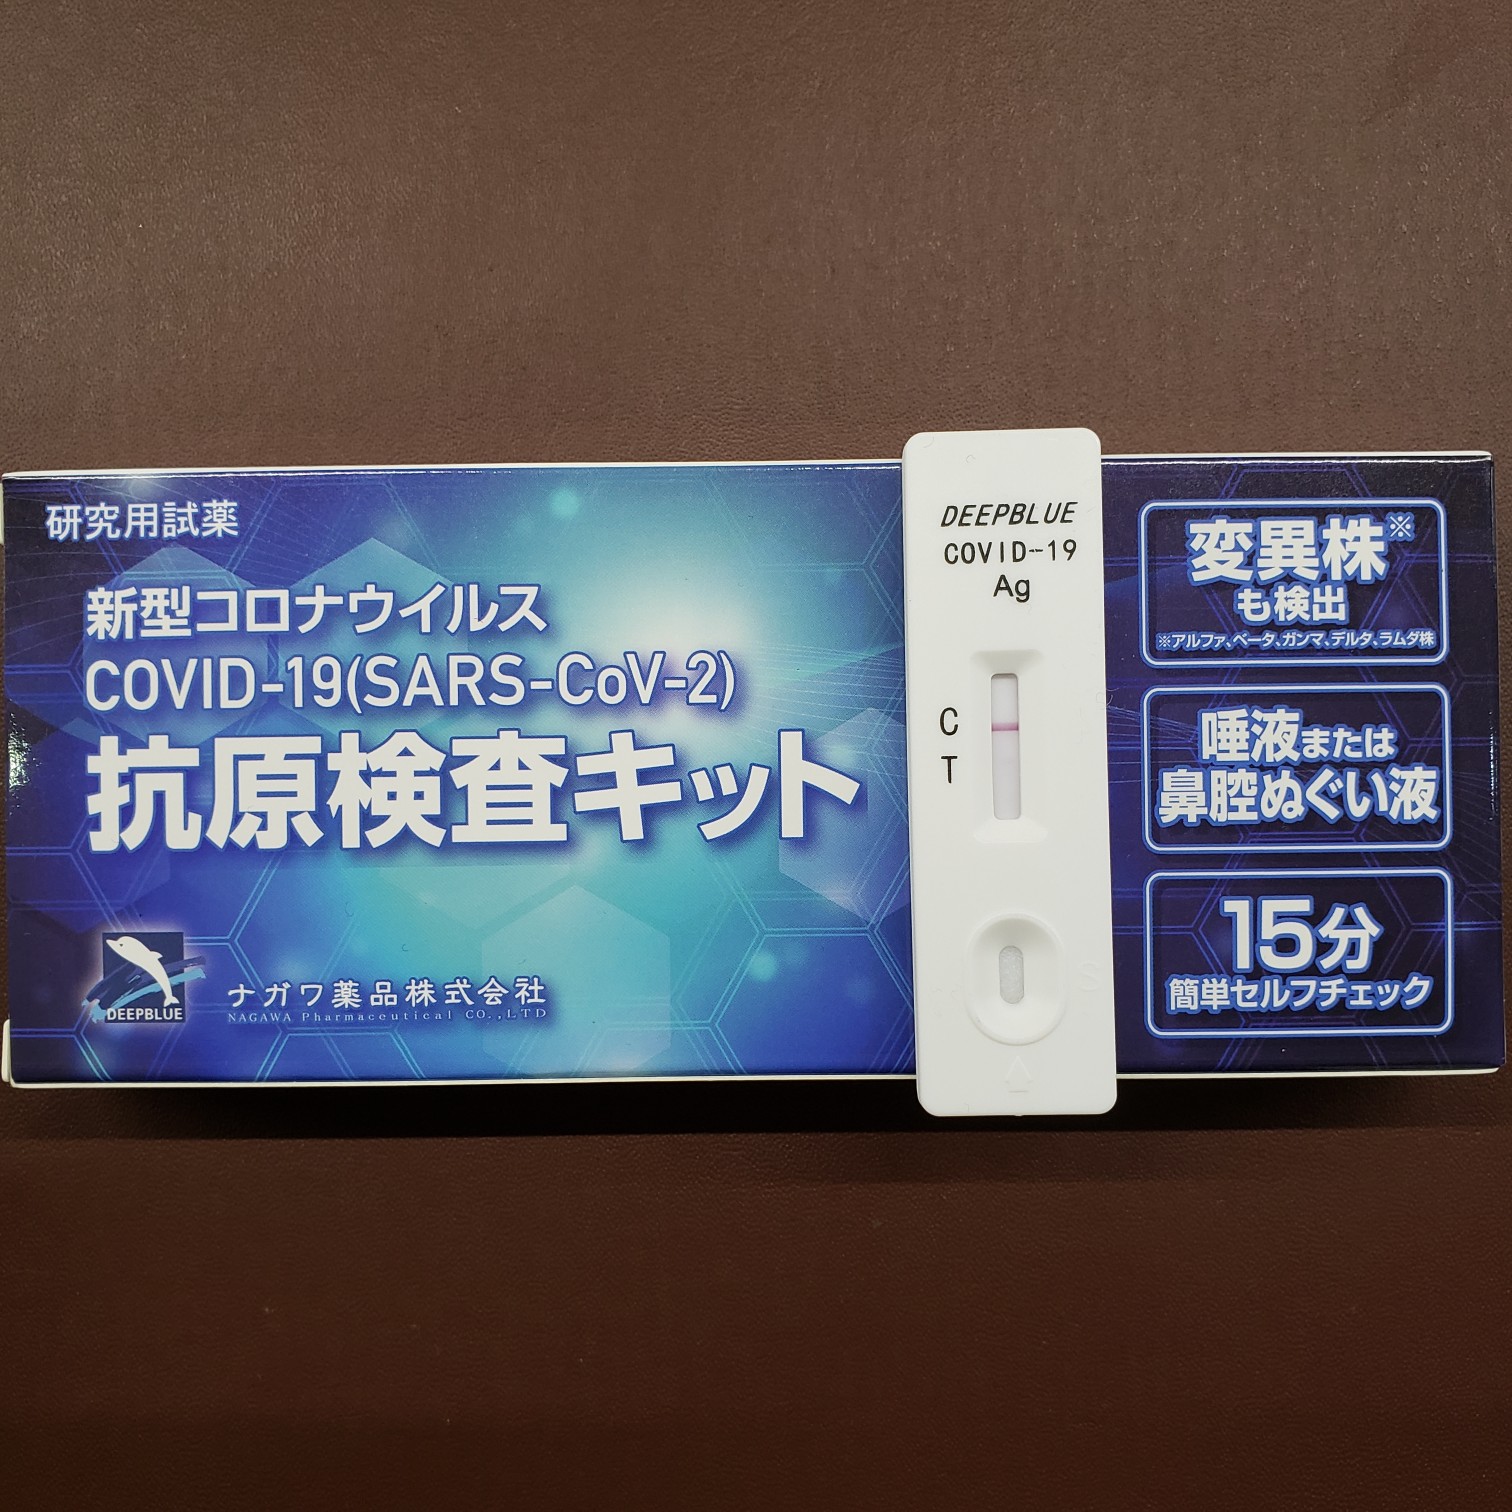 研究用試薬
新型コロナウイルス
COVID-19(SARS-CoV-2)
抗原検査キット
DEEPBLUE
ナガワ薬品株式会社
NAGAWA Pharmaceutical CO.,LTD
DEEPBLUE
COVID-19
Ag
C
T
S
変異株※
も検出
※アルファ、ベータ、ガンマ、デルタ、ラムダ株
唾液または
鼻腔ぬぐい液
15分
簡単セルフチェック